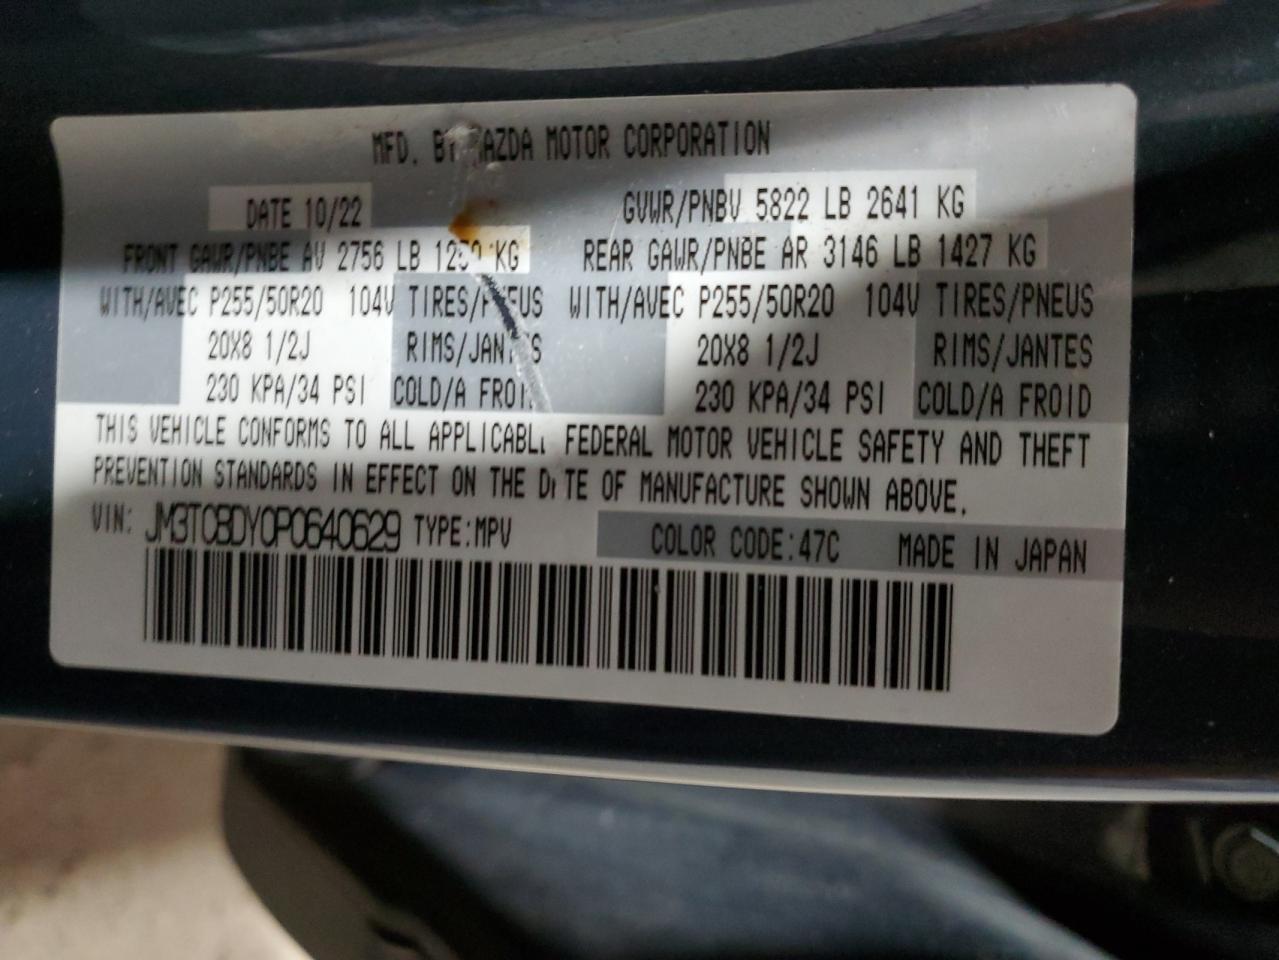 MFD. BY MAZDA MOTOR CORPORATION
DATE 10/22 GVWR/PNBV 5822 LB 2641 KG
FRONT GAWR/PNBE AV 2756 LB 1250 KG REAR GAWR/PNBE AR 3146 LB 1427 KG
WITH/AVEC P255/50R20 104V TIRES/PNEUS WITH/AVEC P255/50R20 104V TIRES/PNEUS
20X8 1/2J RIMS/JANTES 20X8 1/2J RIMS/JANTES
230 KPA/34 PSI COLD/A FROID 230 KPA/34 PSI COLD/A FROID
THIS VEHICLE CONFORMS TO ALL APPLICABLE FEDERAL MOTOR VEHICLE SAFETY AND THEFT
PREVENTION STANDARDS IN EFFECT ON THE DATE OF MANUFACTURE SHOWN ABOVE.
VIN: JM3TCBDY0P0640629 TYPE:MPV COLOR CODE:47C MADE IN JAPAN